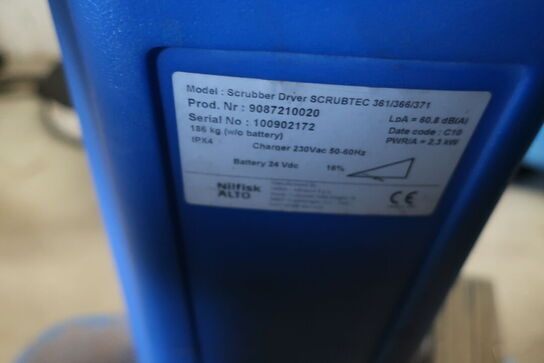 Model : Scrubber Dryer SCRUBTEC 361/366/371
Prod. Nr : 9087210020
LpA = 60,8 dB(A)
Serial No : 100902172
Date code : C10
186 kg (w/o battery)
PWR/A = 2,3 kW
IPX4
Charger 230Vac 50-60Hz
Battery 24 Vdc
16%
Nilfisk
ALTO
CE